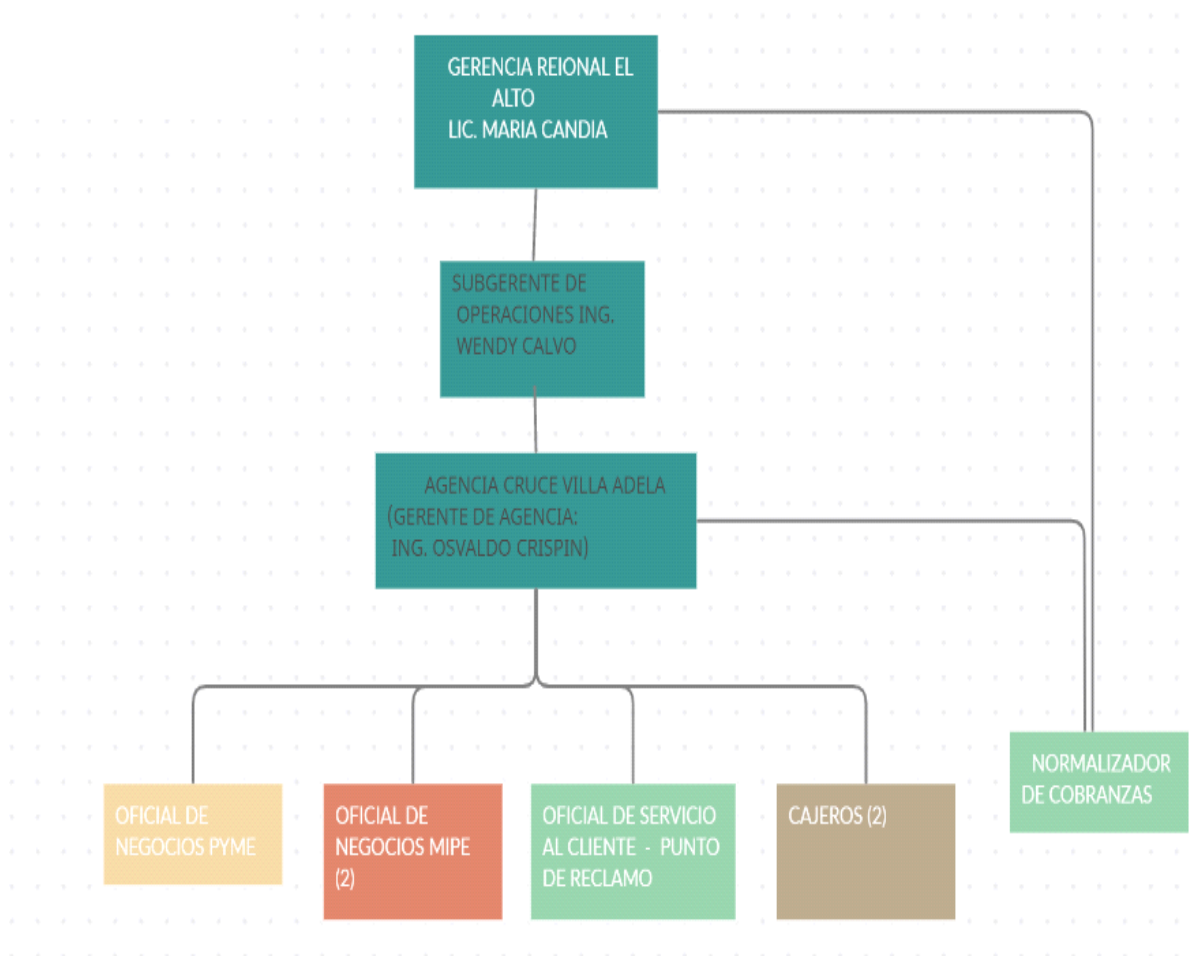 GERENCIA REIONAL EL
ALTO
LIC. MARIA CANDIA
SUBGERENTE DE
OPERACIONES ING.
WENDY CALVO
AGENCIA CRUCE VILLA ADELA
(GERENTE DE AGENCIA:
ING. OSVALDO CRISPIN)
OFICIAL DE
NEGOCIOS PYME
OFICIAL DE
NEGOCIOS MIPE
(2)
OFICIAL DE SERVICIO
AL CLIENTE - PUNTO
DE RECLAMO
CAJEROS (2)
NORMALIZADOR
DE COBRANZAS